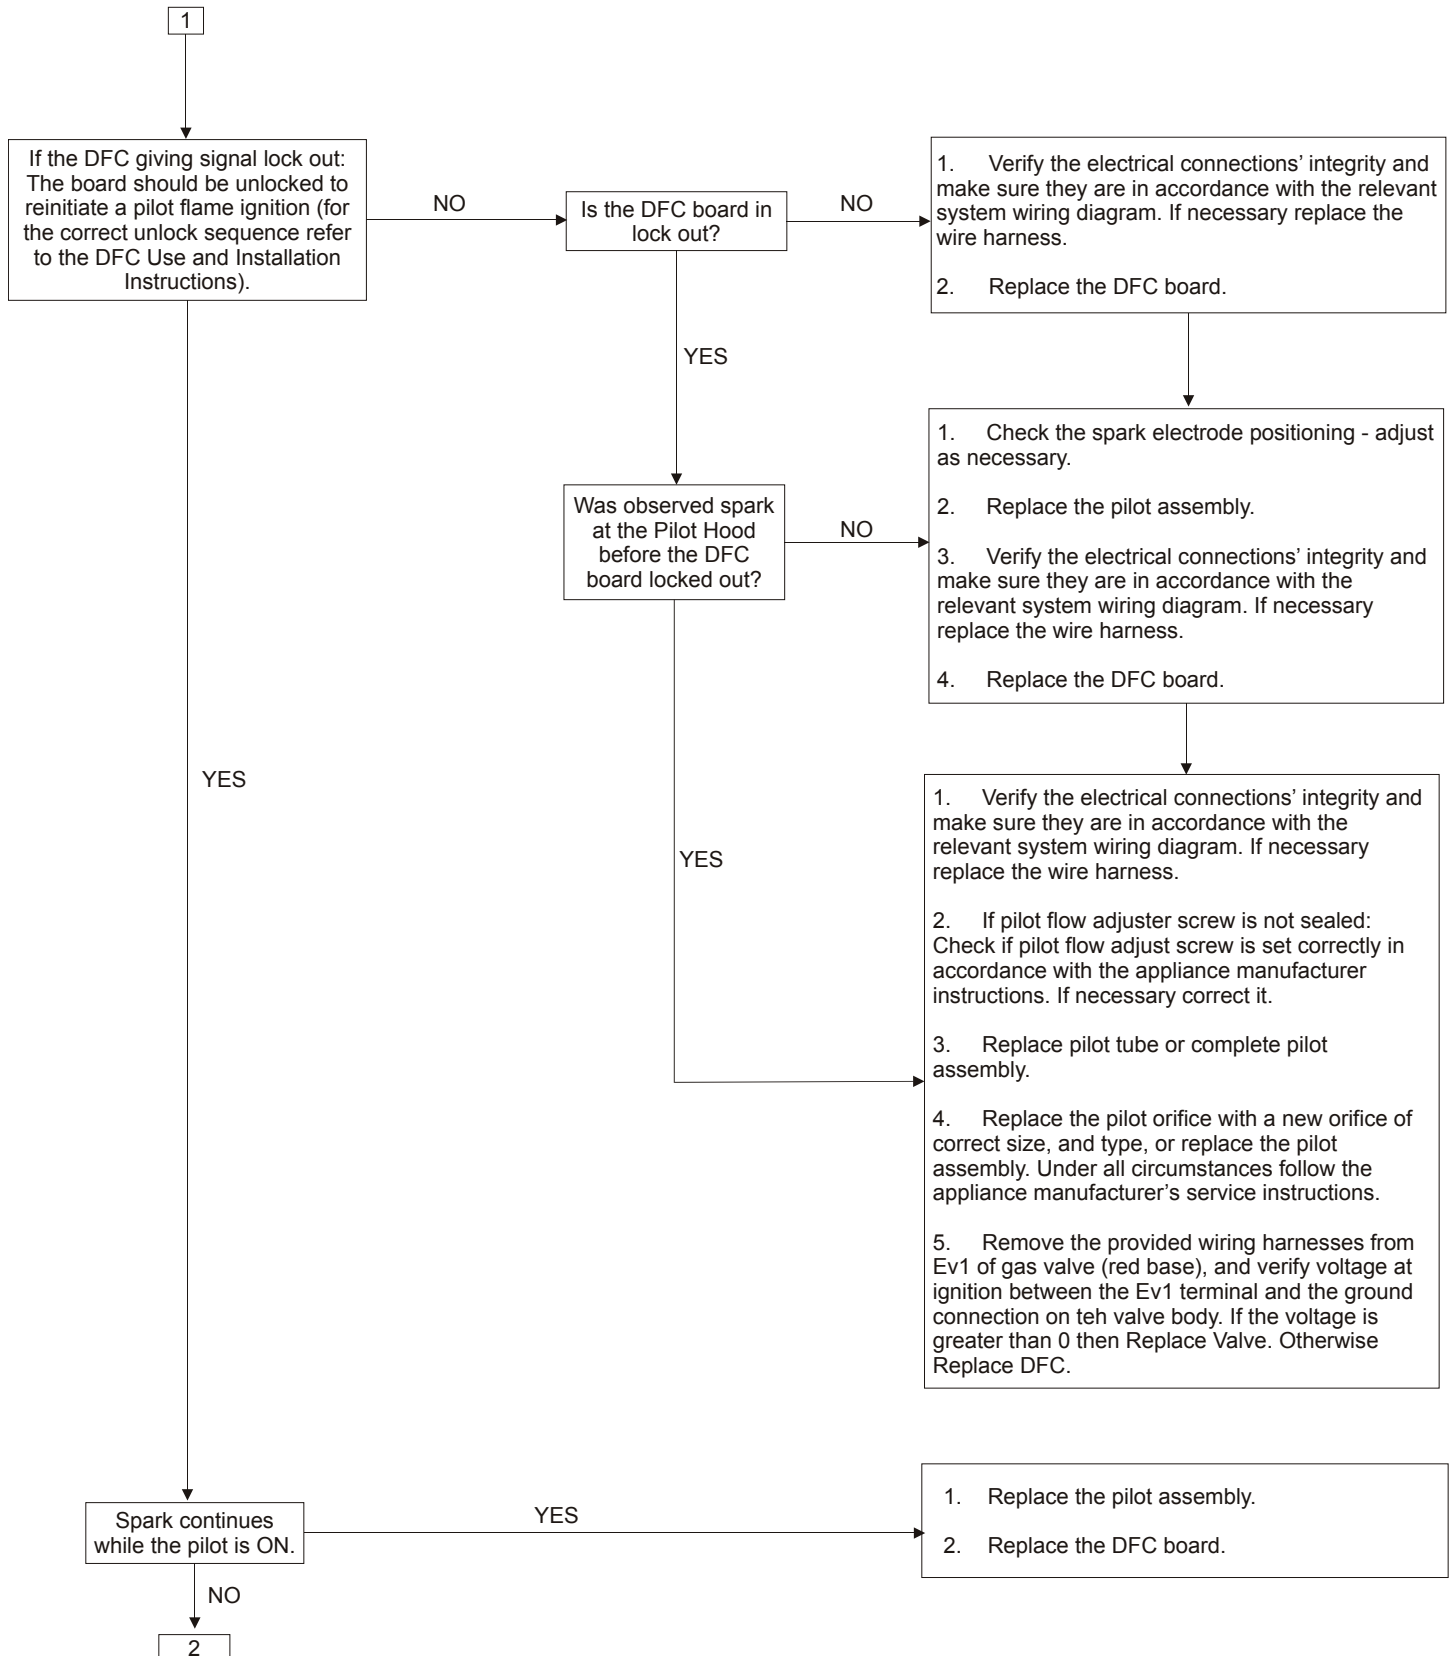 1
If the DFC giving signal lock out:
The board should be unlocked to
reinitiate a pilot flame ignition (for
the correct unlock sequence refer
to the DFC Use and Installation
Instructions).
NO
Is the DFC board in
lock out?
NO
1. Verify the electrical connections’ integrity and
make sure they are in accordance with the relevant
system wiring diagram. If necessary replace the
wire harness.
2. Replace the DFC board.
YES
Was observed spark
at the Pilot Hood
before the DFC
board locked out?
NO
1. Check the spark electrode positioning - adjust
as necessary.
2. Replace the pilot assembly.
3. Verify the electrical connections’ integrity and
make sure they are in accordance with the
relevant system wiring diagram. If necessary
replace the wire harness.
4. Replace the DFC board.
YES
YES
1. Verify the electrical connections’ integrity and
make sure they are in accordance with the
relevant system wiring diagram. If necessary
replace the wire harness.
2. If pilot flow adjuster screw is not sealed:
Check if pilot flow adjust screw is set correctly in
accordance with the appliance manufacturer
instructions. If necessary correct it.
3. Replace pilot tube or complete pilot
assembly.
4. Replace the pilot orifice with a new orifice of
correct size, and type, or replace the pilot
assembly. Under all circumstances follow the
appliance manufacturer’s service instructions.
5. Remove the provided wiring harnesses from
Ev1 of gas valve (red base), and verify voltage at
ignition between the Ev1 terminal and the ground
connection on teh valve body. If the voltage is
greater than 0 then Replace Valve. Otherwise
Replace DFC.
Spark continues
while the pilot is ON.
YES
1. Replace the pilot assembly.
2. Replace the DFC board.
NO
2